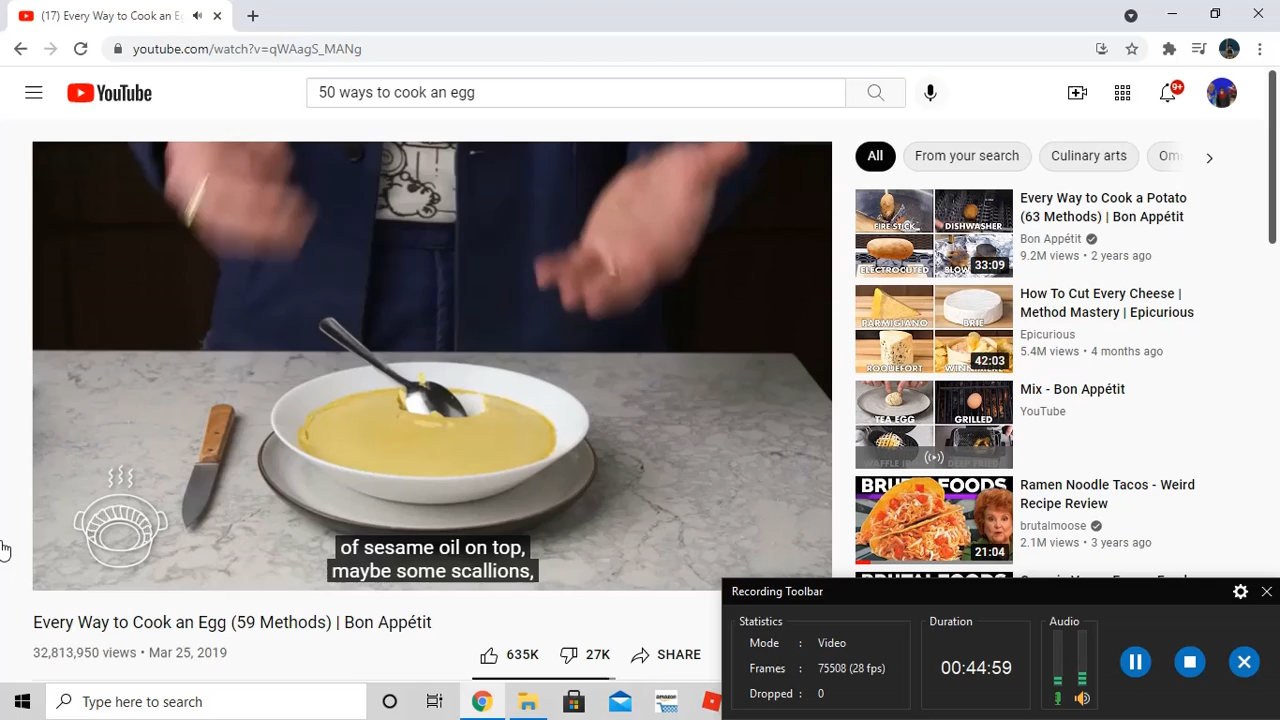 (17) Every Way to Cook an Eg
youtube.com/watch?v=qWAagS_MANg
YouTube
50 ways to cook an egg
9+
All
From your search
Culinary arts
Om
FIRE STICK
DISHWASHER
ELECTROCUTED
33:09
Every Way to Cook a Potato
(63 Methods) | Bon Appétit
Bon Appétit
9.2M views • 2 years ago
PARMIGIANO
BRIE
ROQUEFORT
42:03
How To Cut Every Cheese |
Method Mastery | Epicurious
Epicurious
5.4M views • 4 months ago
TEA EGG
GRILLED
Mix - Bon Appétit
YouTube
BRUTAL FOODS
21:04
Ramen Noodle Tacos - Weird
Recipe Review
brutalmoose
2.1M views • 3 years ago
of sesame oil on top,
maybe some scallions,
Every Way to Cook an Egg (59 Methods) | Bon Appétit
32,813,950 views • Mar 25, 2019
635K
27K
SHARE
Recording Toolbar
Statistics
Mode : Video
Frames : 75508 (28 fps)
Dropped : 0
Duration
00:44:59
Audio
Type here to search